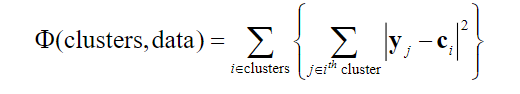 Φ(clusters, data) = ∑_{i∈clusters} { ∑_{j∈i^{th} cluster} |y_j − c_i|^2 }